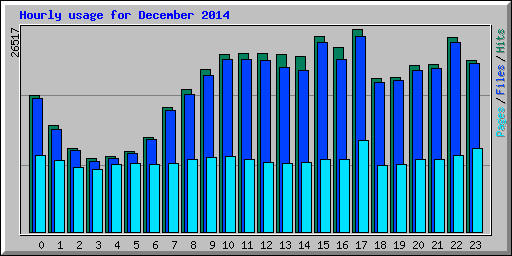 Hourly usage for December 2014
26517
Pages / Files / Hits
0 1 2 3 4 5 6 7 8 9 10 11 12 13 14 15 16 17 18 19 20 21 22 23